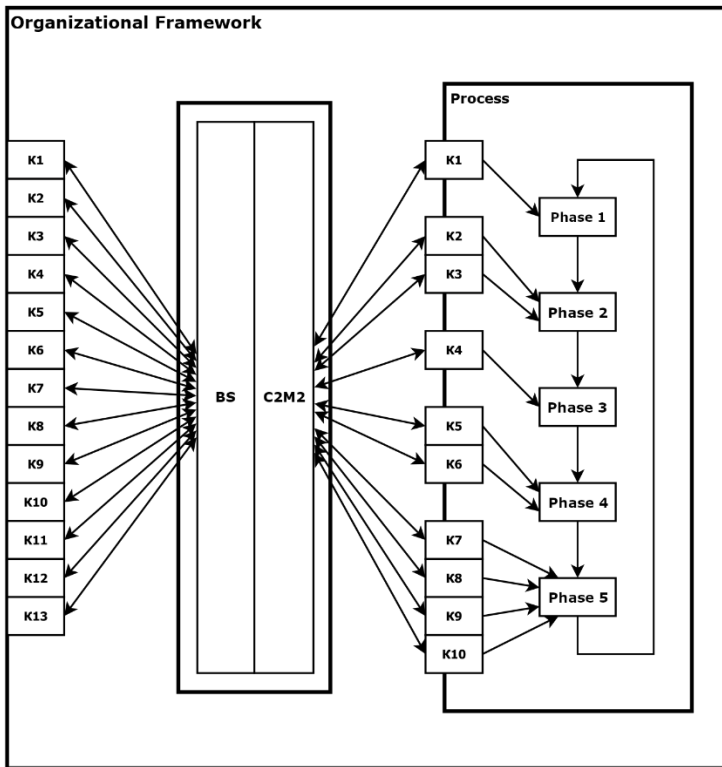 Organizational Framework
K1
K2
K3
K4
K5
K6
K7
K8
K9
K10
K11
K12
K13
BS
C2M2
Process
K1
K2
K3
K4
K5
K6
K7
K8
K9
K10
Phase 1
Phase 2
Phase 3
Phase 4
Phase 5